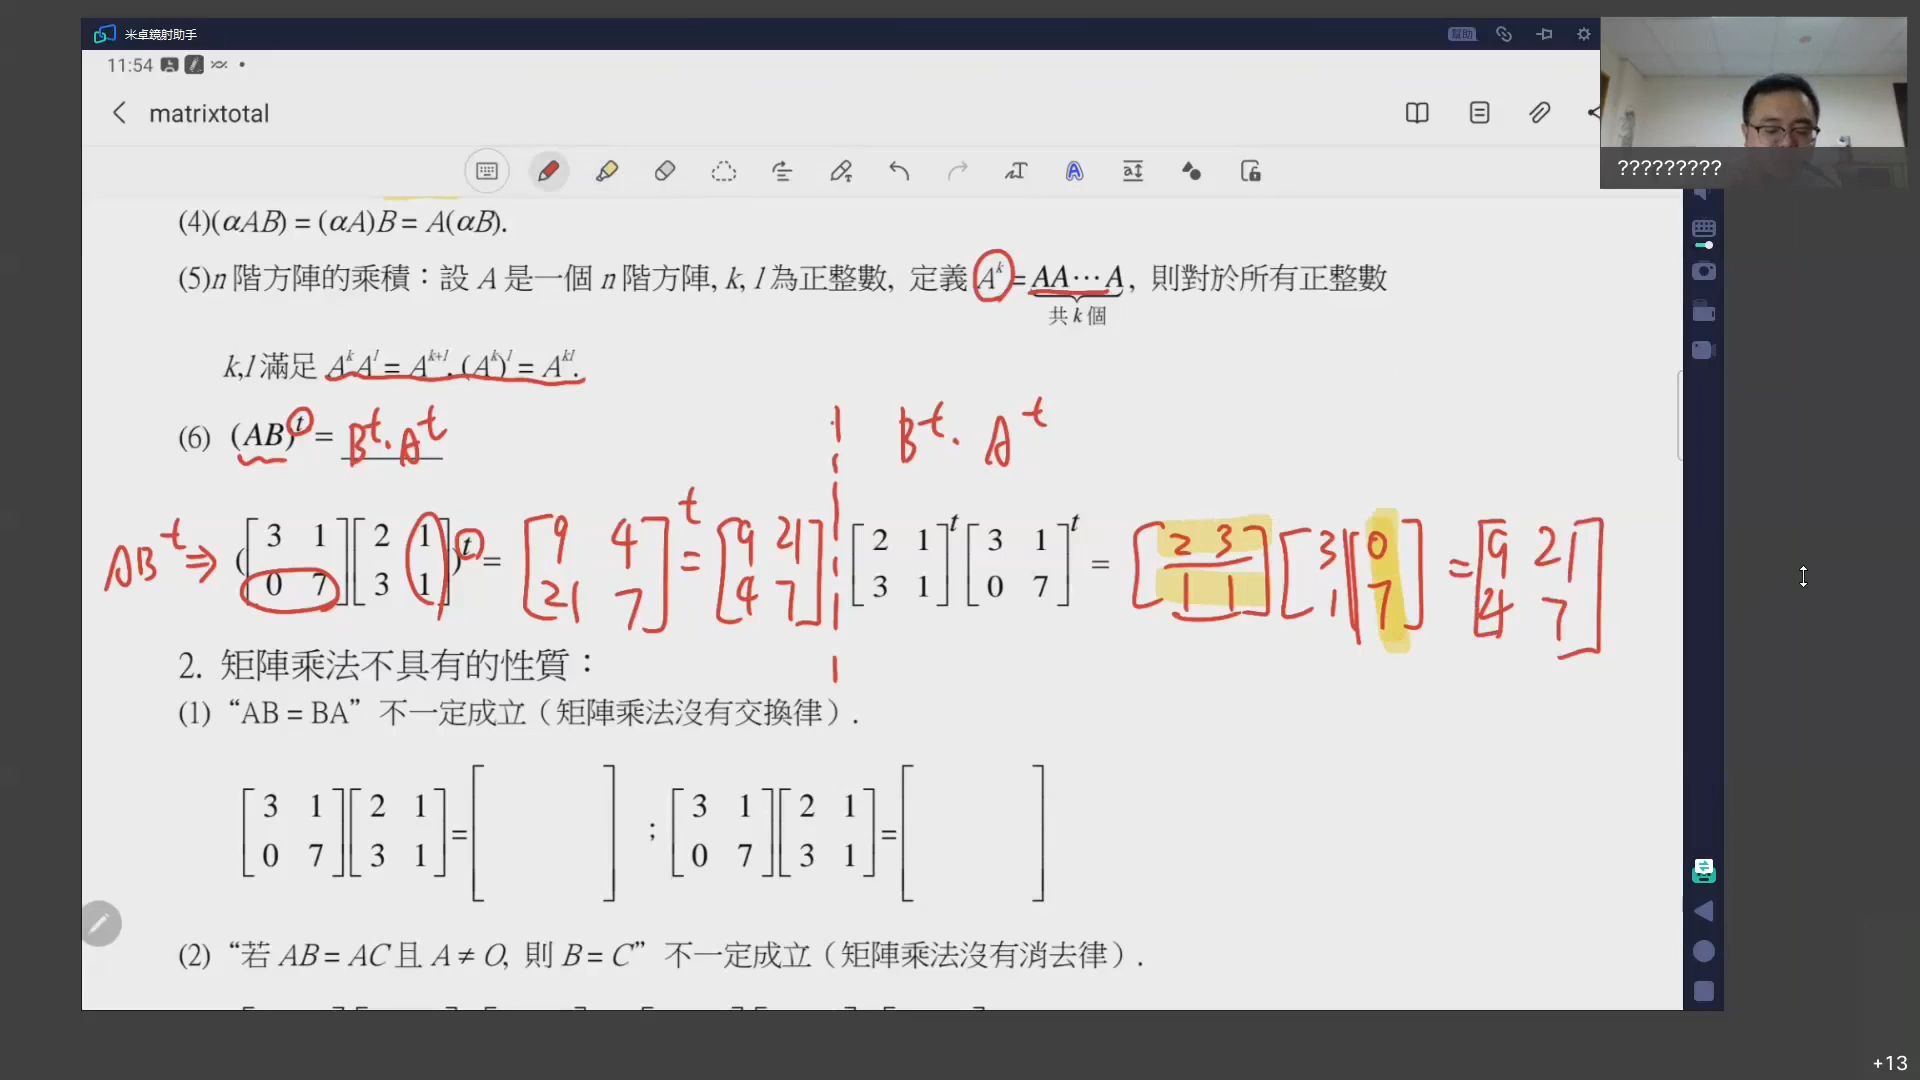 米卓鏡射助手
幫助
11:54
matrixtotal
?????????
(4)(αAB) = (αA)B = A(αB).
(5)n 階方陣的乘積：設 A 是一個 n 階方陣, k, l 為正整數, 定義 A^k = AA⋯A , 則對於所有正整數
共 k 個
k,l 滿足 A^k A^l = A^{k+l}, (A^k)^l = A^{kl}.
(6) (AB)^t = B^t · A^t
B^t · A^t
AB^t ⇒ ([3 1; 0 7][2 1; 3 1])^t = [9 4; 21 7]^t = [9 21; 4 7]
[2 1; 3 1]^t [3 1; 0 7]^t = [2 3; 1 1][3 0; 1 7] = [9 21; 4 7]
2. 矩陣乘法不具有的性質：
(1) “AB = BA” 不一定成立（矩陣乘法沒有交換律）.
[3 1; 0 7][2 1; 3 1] = [ ] ; [3 1; 0 7][2 1; 3 1] = [ ]
(2) “若 AB = AC 且 A ≠ O, 則 B = C” 不一定成立（矩陣乘法沒有消去律）.
+13